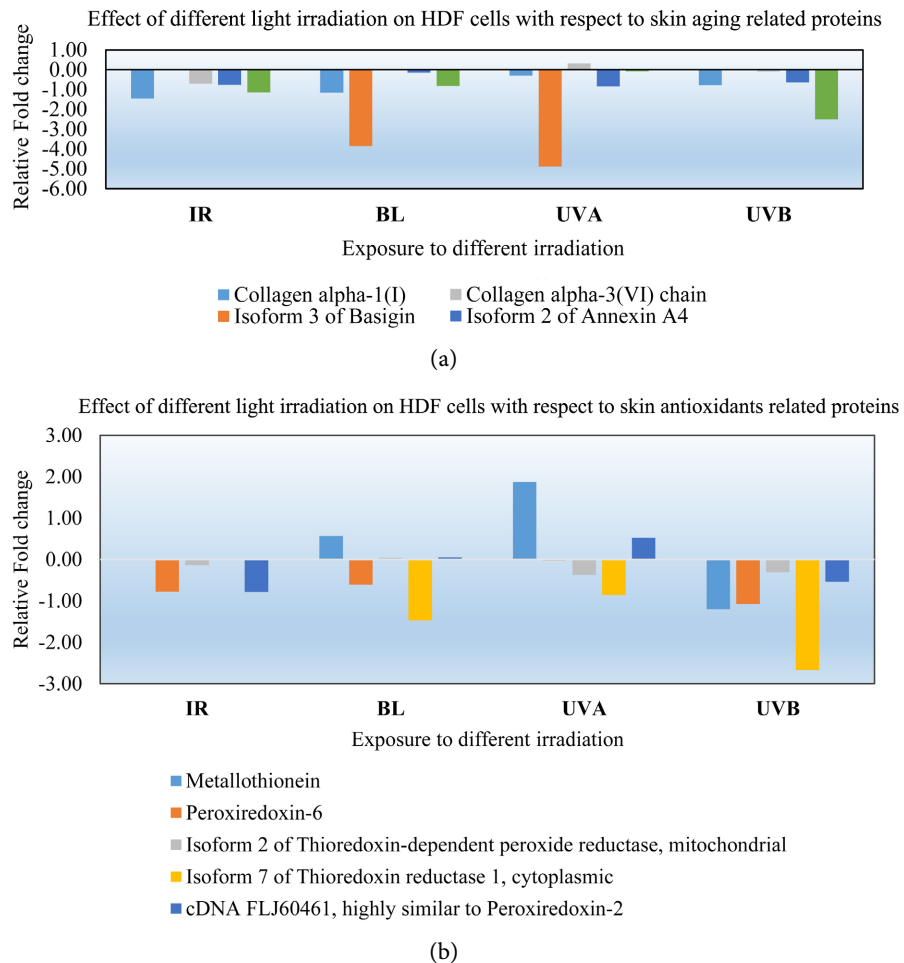 Effect of different light irradiation on HDF cells with respect to skin aging related proteins
1.00
0.00
-1.00
-2.00
-3.00
-4.00
-5.00
-6.00
Relative Fold change
IR BL UVA UVB
Exposure to different irradiation
Collagen alpha-1(I) Collagen alpha-3(VI) chain
Isoform 3 of Basigin Isoform 2 of Annexin A4
(a)
Effect of different light irradiation on HDF cells with respect to skin antioxidants related proteins
3.00
2.00
1.00
0.00
-1.00
-2.00
-3.00
Relative Fold change
IR BL UVA UVB
Exposure to different irradiation
Metallothionein
Peroxiredoxin-6
Isoform 2 of Thioredoxin-dependent peroxide reductase, mitochondrial
Isoform 7 of Thioredoxin reductase 1, cytoplasmic
cDNA FLJ60461, highly similar to Peroxiredoxin-2
(b)